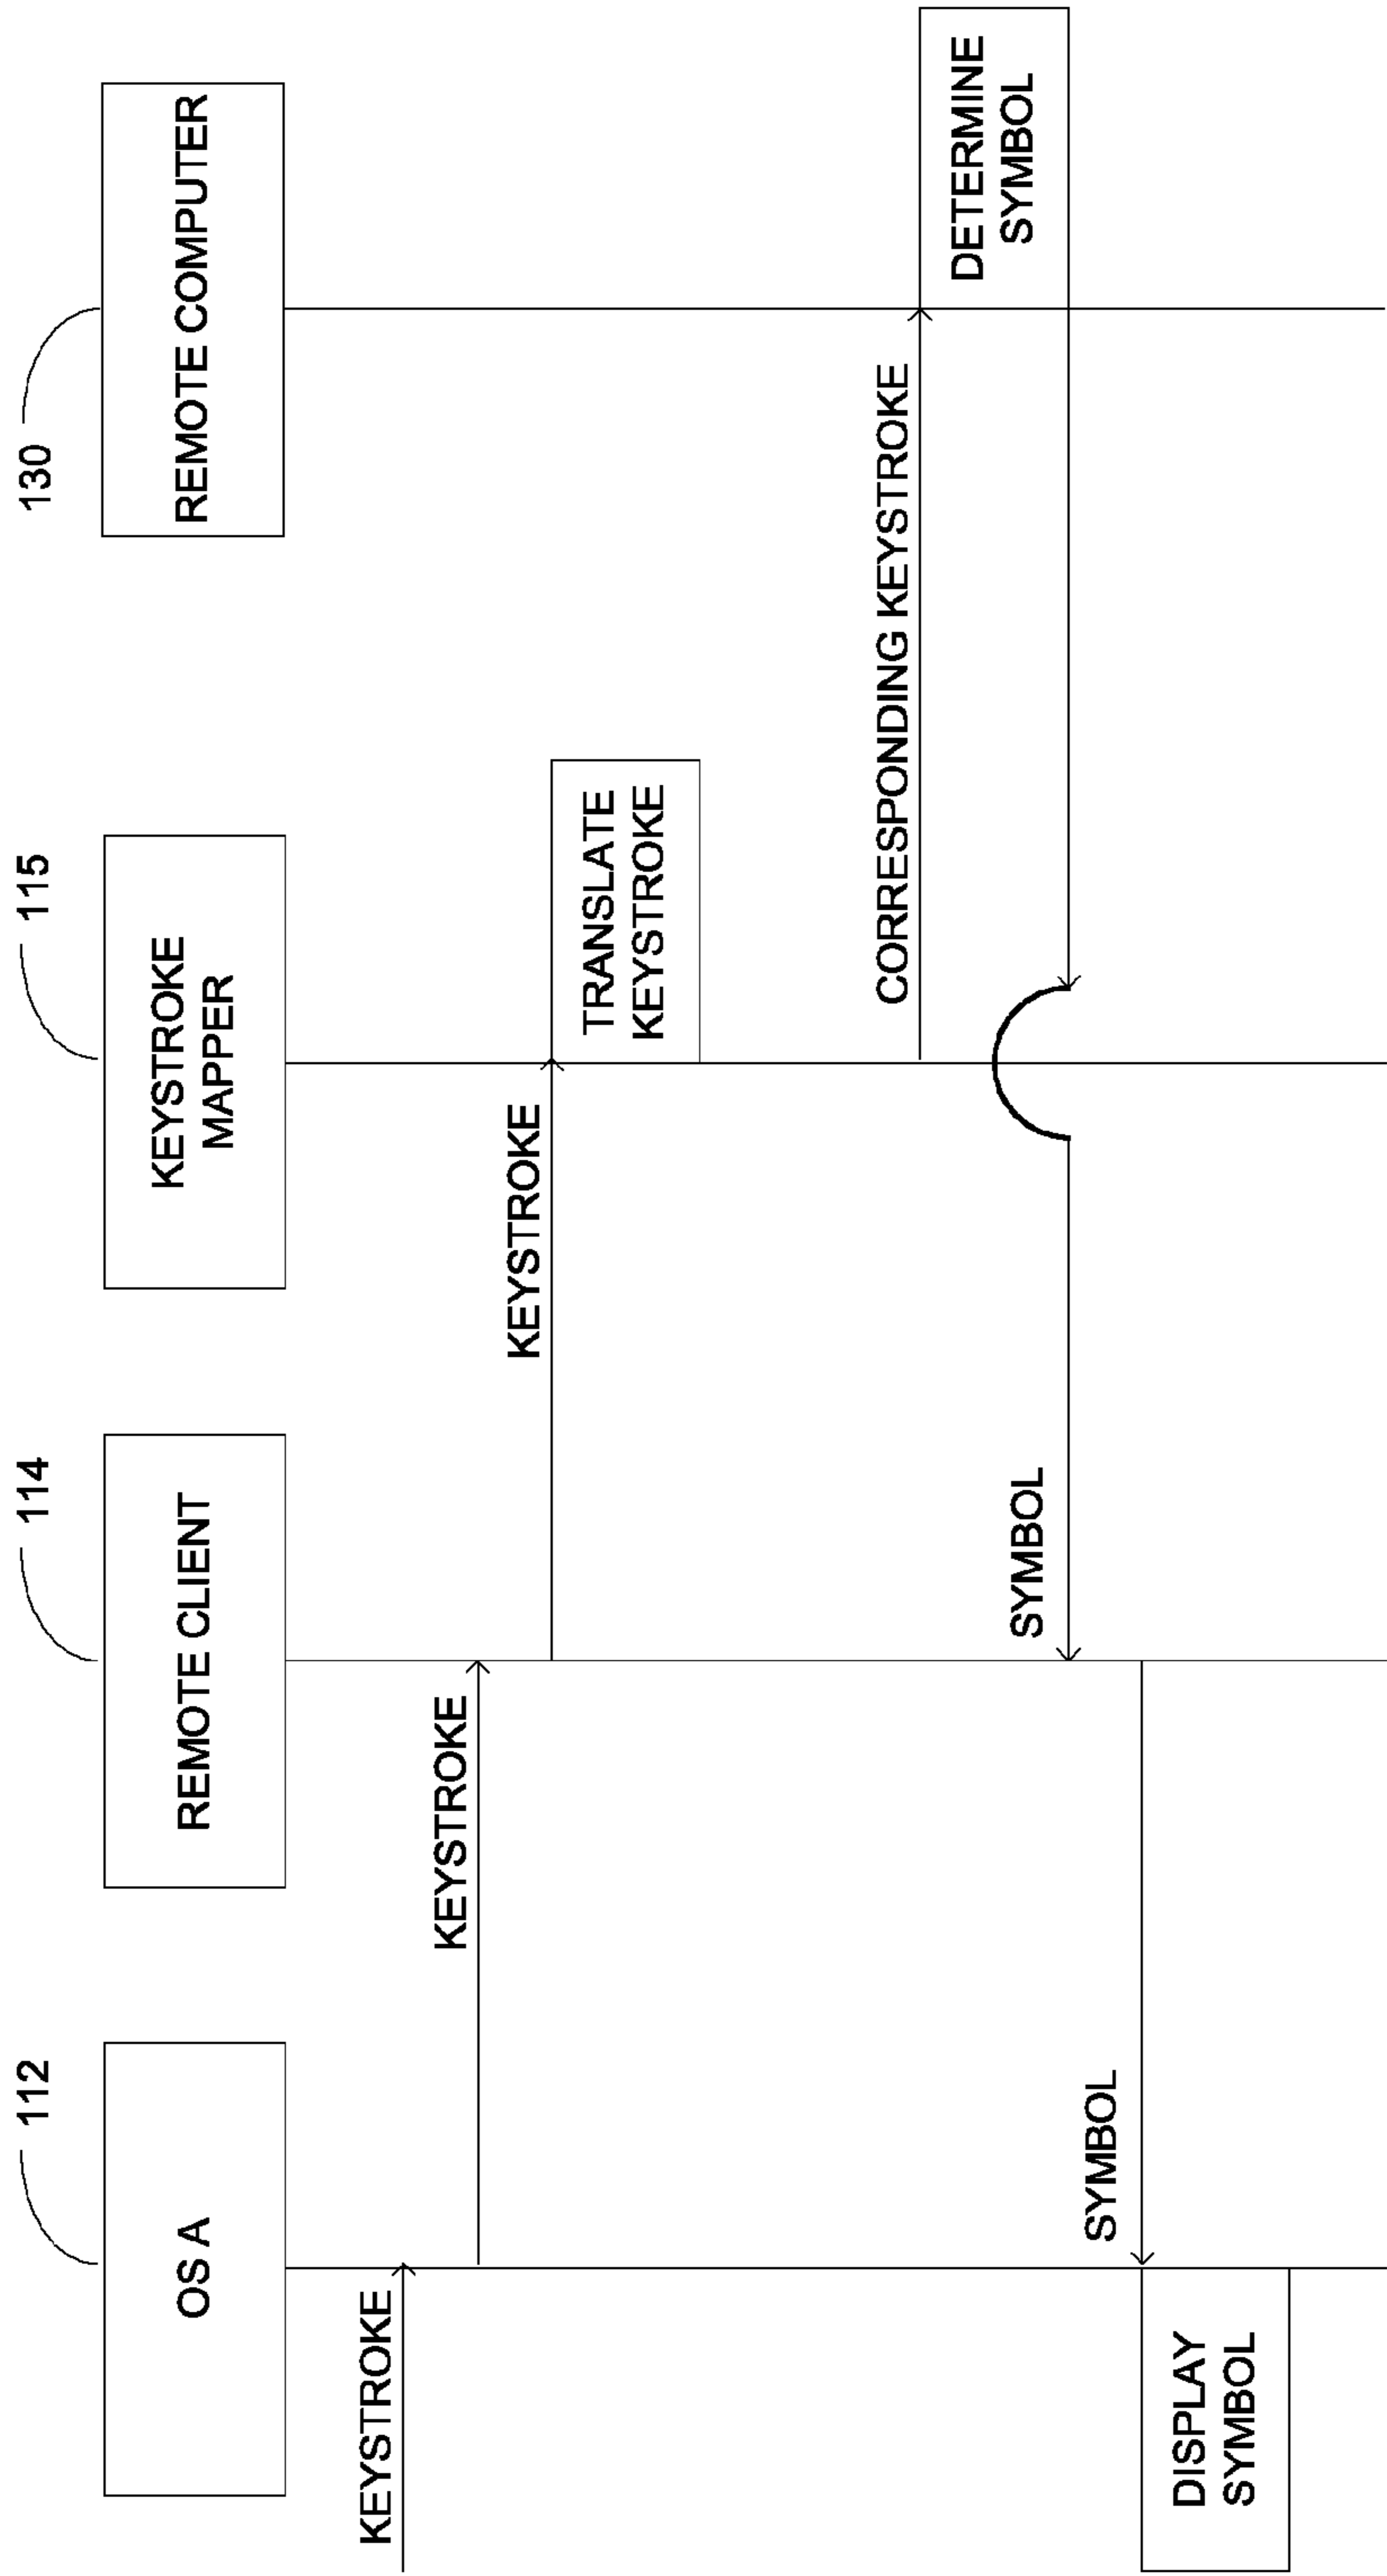 112
114
115
130
OS A
REMOTE CLIENT
KEYSTROKE
MAPPER
REMOTE COMPUTER
KEYSTROKE
KEYSTROKE
KEYSTROKE
TRANSLATE
KEYSTROKE
CORRESPONDING KEYSTROKE
DETERMINE
SYMBOL
SYMBOL
SYMBOL
DISPLAY
SYMBOL